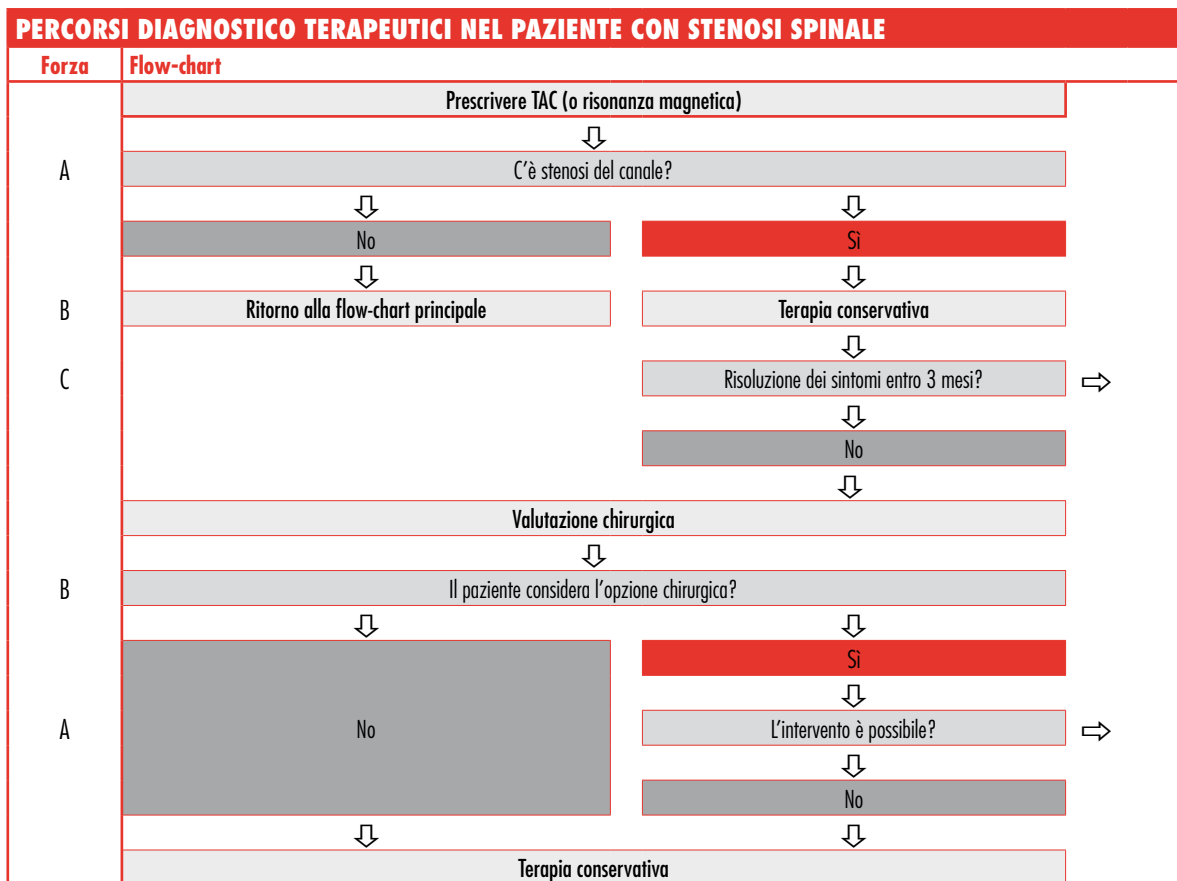 PERCORSI DIAGNOSTICO TERAPEUTICI NEL PAZIENTE CON STENOSI SPINALE
Forza Flow-chart
Prescrivere TAC (o risonanza magnetica)
A C'è stenosi del canale?
No Sì
B Ritorno alla flow-chart principale Terapia conservativa
C Risoluzione dei sintomi entro 3 mesi?
No
Valutazione chirurgica
B Il paziente considera l'opzione chirurgica?
Sì
A No L'intervento è possibile?
No
Terapia conservativa